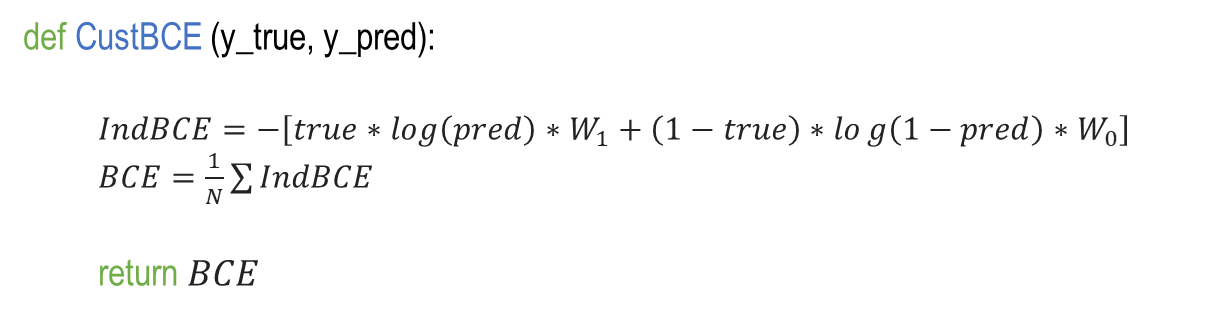 def CustBCE (y_true, y_pred):
IndBCE = −[true ∗ log(pred) ∗ W₁ + (1 − true) ∗ lo g(1 − pred) ∗ W₀]
BCE = 1/N ∑ IndBCE
return BCE